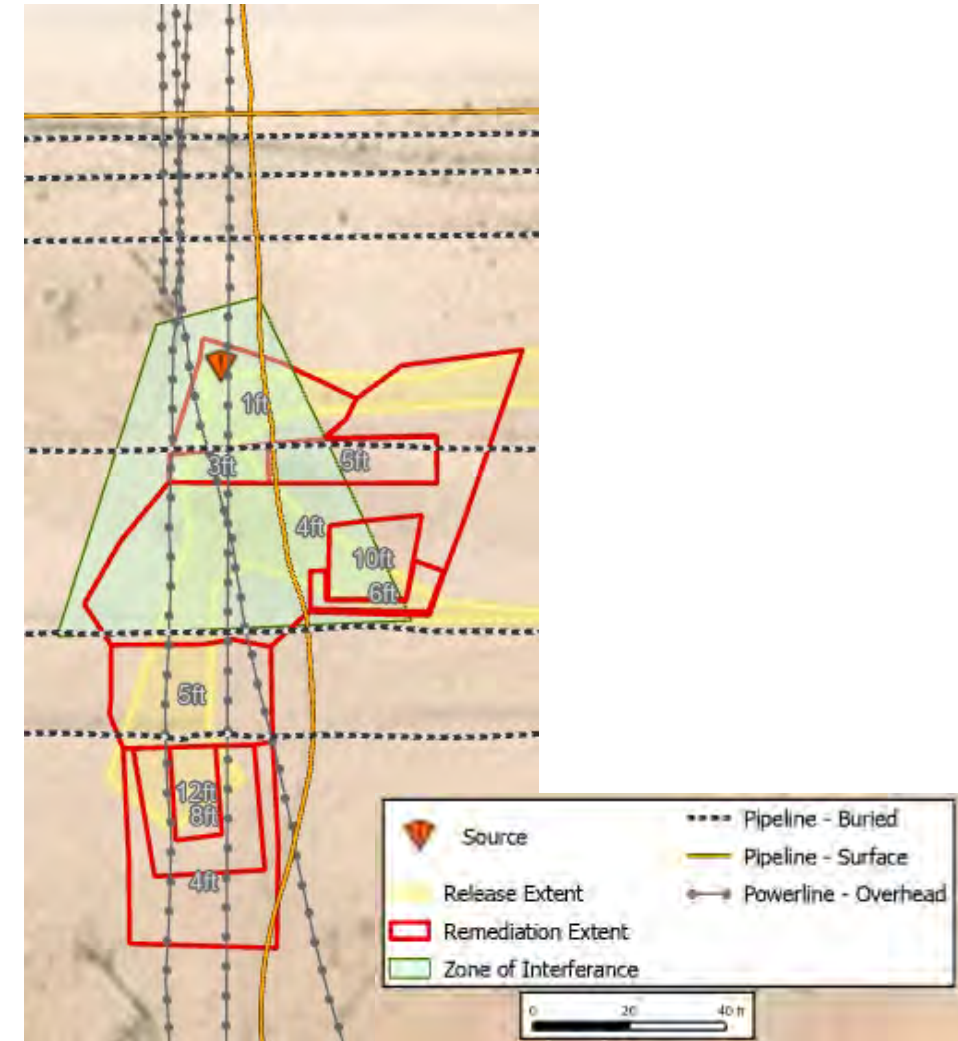 1ft
3ft
5ft
4ft
10ft
6ft
5ft
12ft
8ft
4ft
Source
Release Extent
Remediation Extent
Zone of Interferance
Pipeline - Buried
Pipeline - Surface
Powerline - Overhead
0 20 40 ft